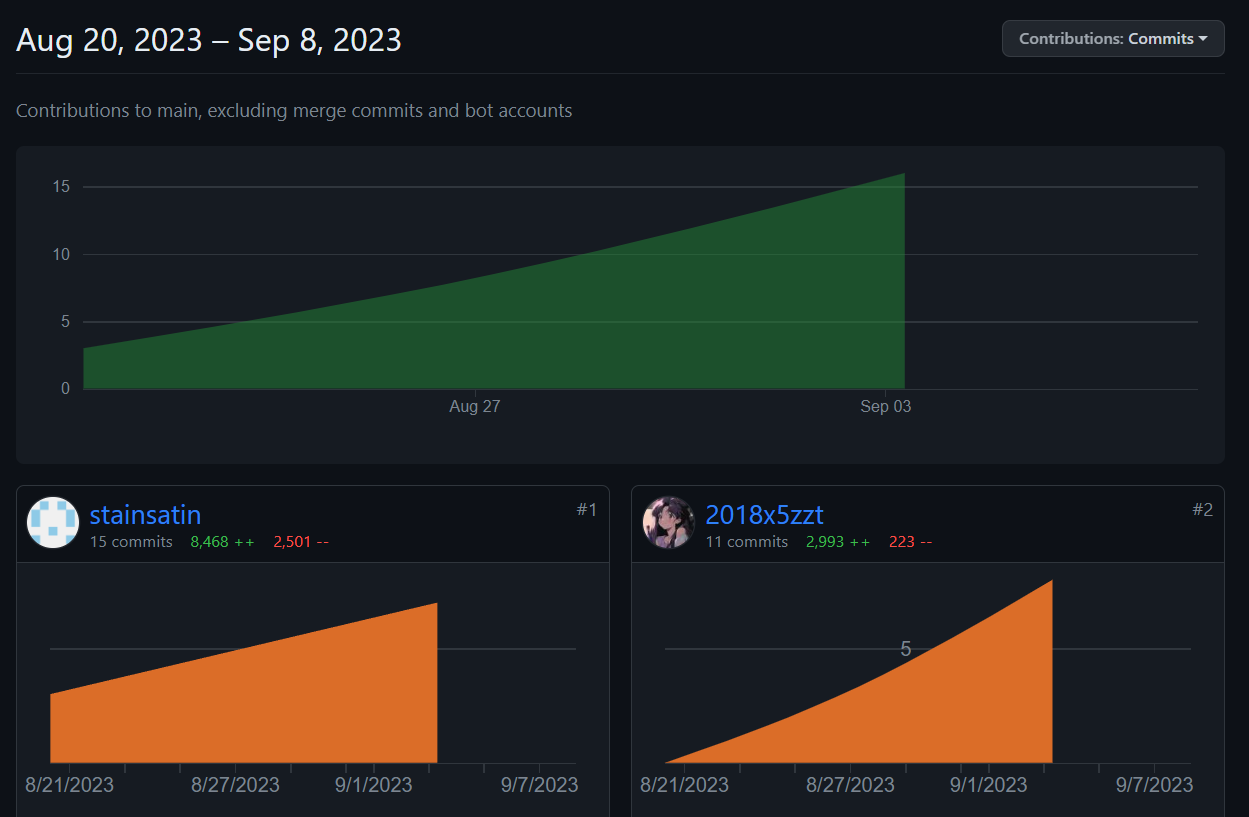 Aug 20, 2023 – Sep 8, 2023
Contributions: Commits
Contributions to main, excluding merge commits and bot accounts
15
10
5
0
Aug 27 Sep 03
stainsatin #1
15 commits 8,468 ++ 2,501 --
8/21/2023 8/27/2023 9/1/2023 9/7/2023
2018x5zzt #2
11 commits 2,993 ++ 223 --
5
8/21/2023 8/27/2023 9/1/2023 9/7/2023